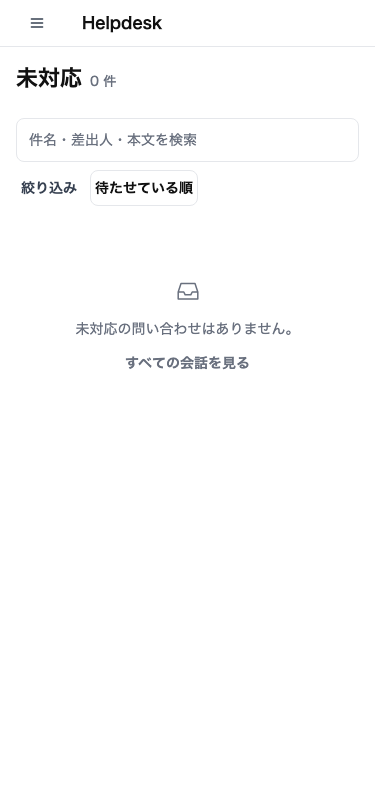 Helpdesk
未対応 0 件
件名・差出人・本文を検索
絞り込み 待たせている順
未対応の問い合わせはありません。
すべての会話を見る